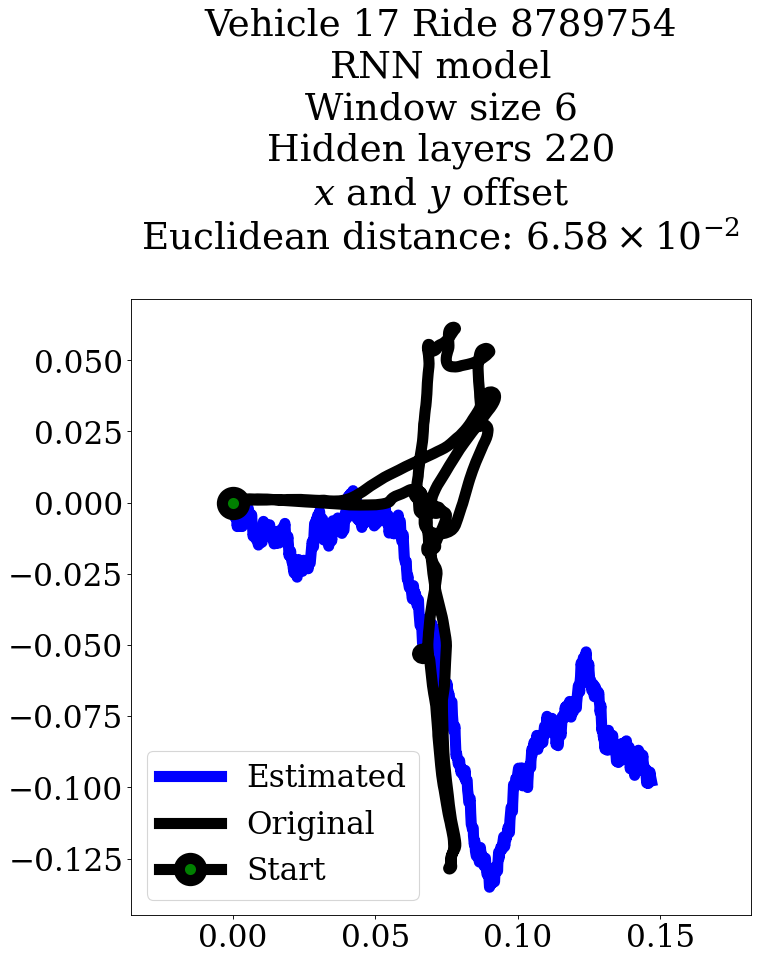 Vehicle 17 Ride 8789754
RNN model
Window size 6
Hidden layers 220
x and y offset
Euclidean distance: 6.58 × 10⁻²
0.050
0.025
0.000
−0.025
−0.050
−0.075
−0.100
−0.125
Estimated
Original
Start
0.00 0.05 0.10 0.15